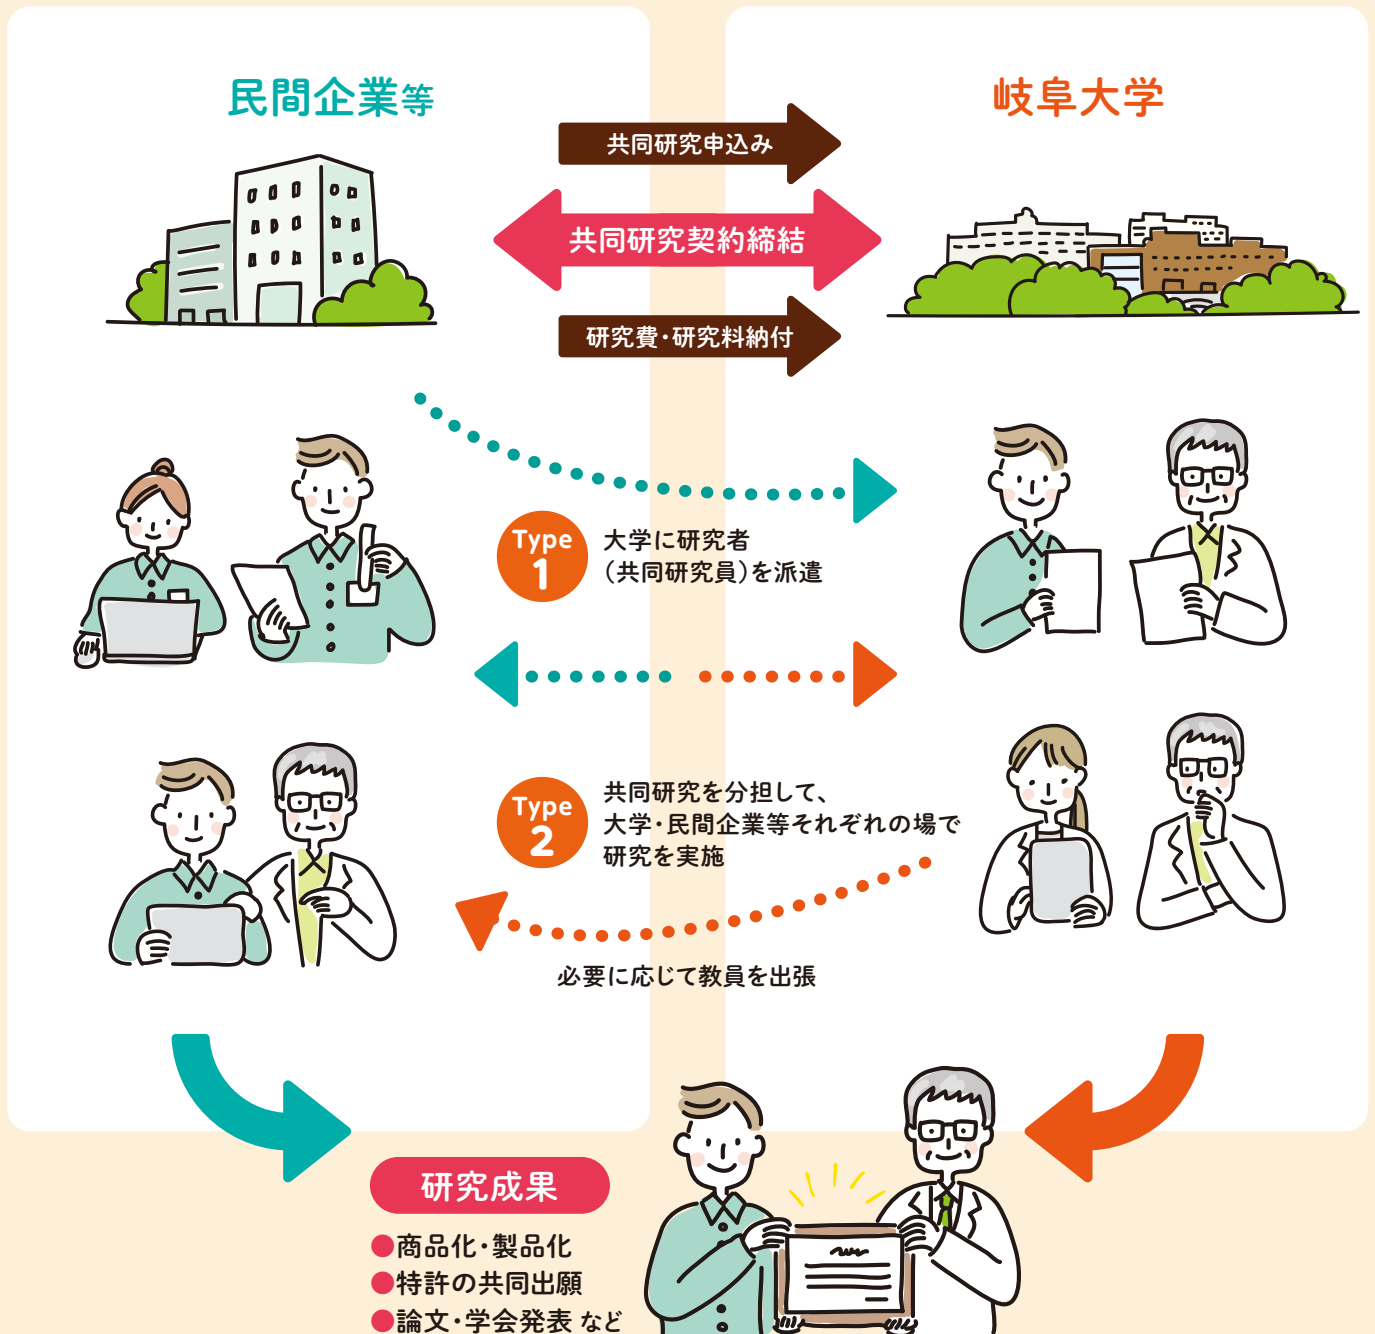 民間企業等
岐阜大学
共同研究申込み
共同研究契約締結
研究費・研究料納付
Type
1
大学に研究者
（共同研究員）を派遣
Type
2
共同研究を分担して、
大学・民間企業等それぞれの場で
研究を実施
必要に応じて教員を出張
研究成果
●商品化・製品化
●特許の共同出願
●論文・学会発表 など